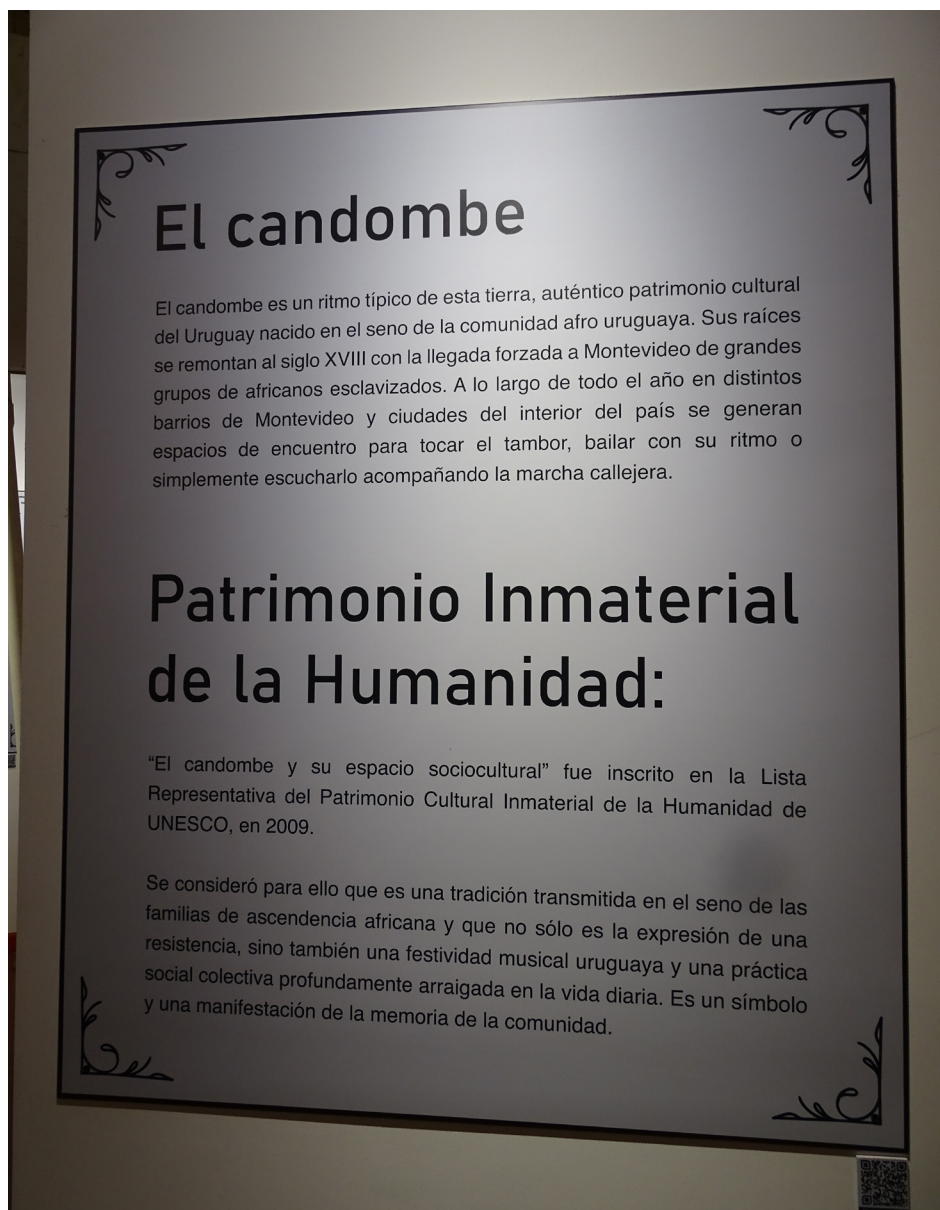 El candombe
El candombe es un ritmo típico de esta tierra, auténtico patrimonio cultural
del Uruguay nacido en el seno de la comunidad afro uruguaya. Sus raíces
se remontan al siglo XVIII con la llegada forzada a Montevideo de grandes
grupos de africanos esclavizados. A lo largo de todo el año en distintos
barrios de Montevideo y ciudades del interior del país se generan
espacios de encuentro para tocar el tambor, bailar con su ritmo o
simplemente escucharlo acompañando la marcha callejera.
Patrimonio Inmaterial
de la Humanidad:
“El candombe y su espacio sociocultural” fue inscrito en la Lista
Representativa del Patrimonio Cultural Inmaterial de la Humanidad de
UNESCO, en 2009.
Se consideró para ello que es una tradición transmitida en el seno de las
familias de ascendencia africana y que no sólo es la expresión de una
resistencia, sino también una festividad musical uruguaya y una práctica
social colectiva profundamente arraigada en la vida diaria. Es un símbolo
y una manifestación de la memoria de la comunidad.